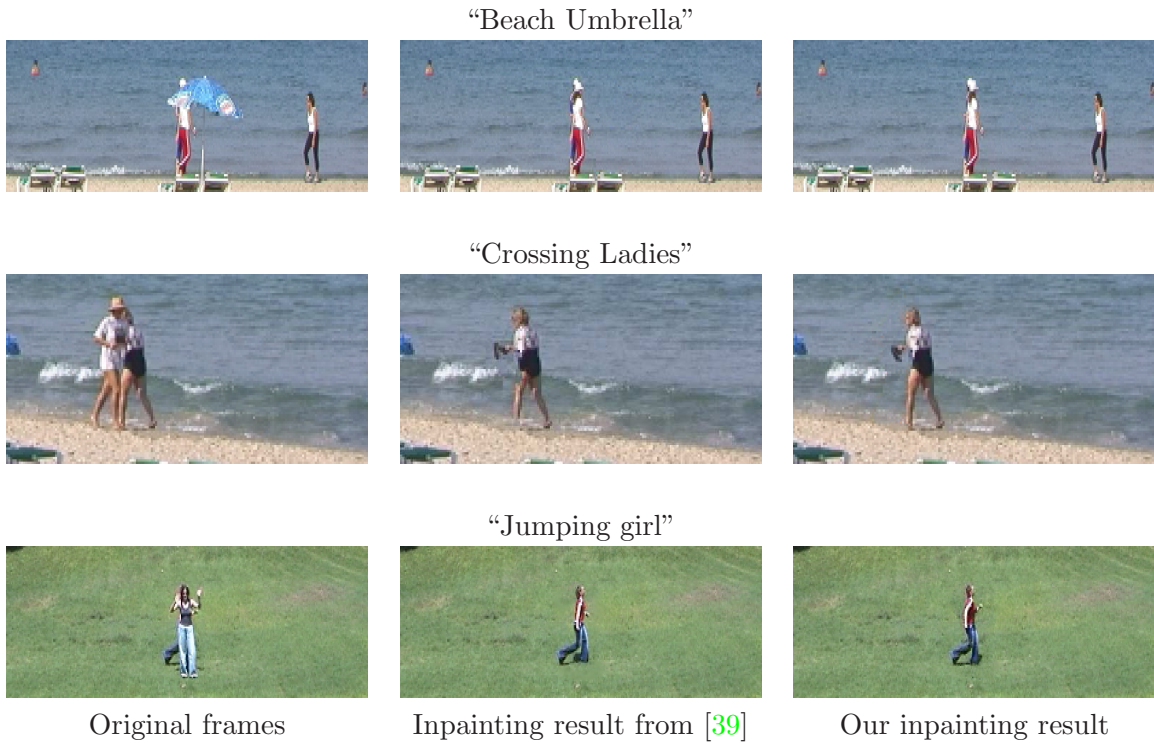 “Beach Umbrella”
“Crossing Ladies”
“Jumping girl”
Original frames
Inpainting result from [39]
Our inpainting result